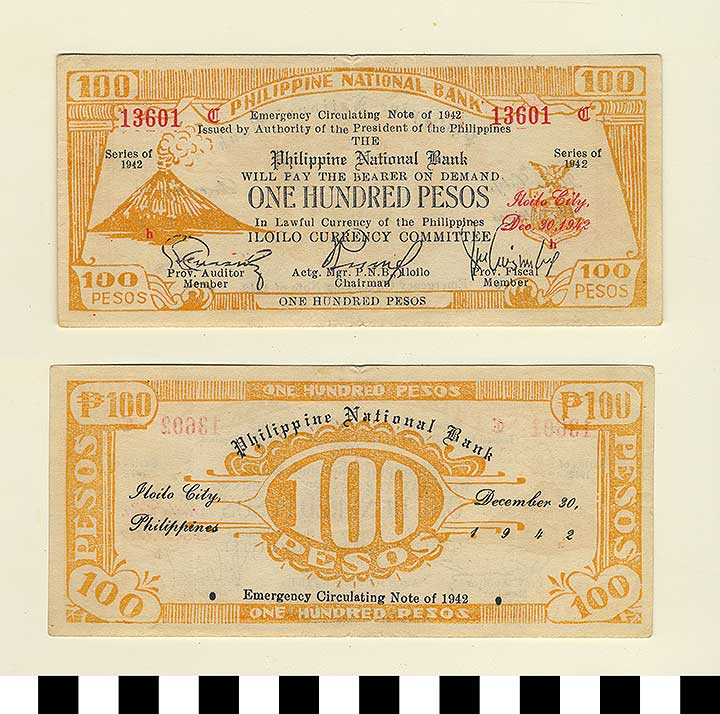 100 100
PHILIPPINE NATIONAL BANK
13601 C 13601 C
Emergency Circulating Note of 1942
Issued by Authority of the President of the Philippines
THE
Series of 1942
Philippine National Bank
Series of 1942
WILL PAY THE BEARER ON DEMAND
ONE HUNDRED PESOS
Iloilo City,
In Lawful Currency of the Philippines
Dec. 30, 1942
h ILOILO CURRENCY COMMITTEE h
Prov. Auditor Actg. Mgr. P.N.B. Iloilo Prov. Fiscal
Member Chairman Member
100 PESOS 100 PESOS
ONE HUNDRED PESOS
ONE HUNDRED PESOS
₱100 ₱100
Philippine National Bank
PESOS PESOS
100
PESOS
Iloilo City, December 30,
Philippines 1942
Emergency Circulating Note of 1942
100 100
ONE HUNDRED PESOS